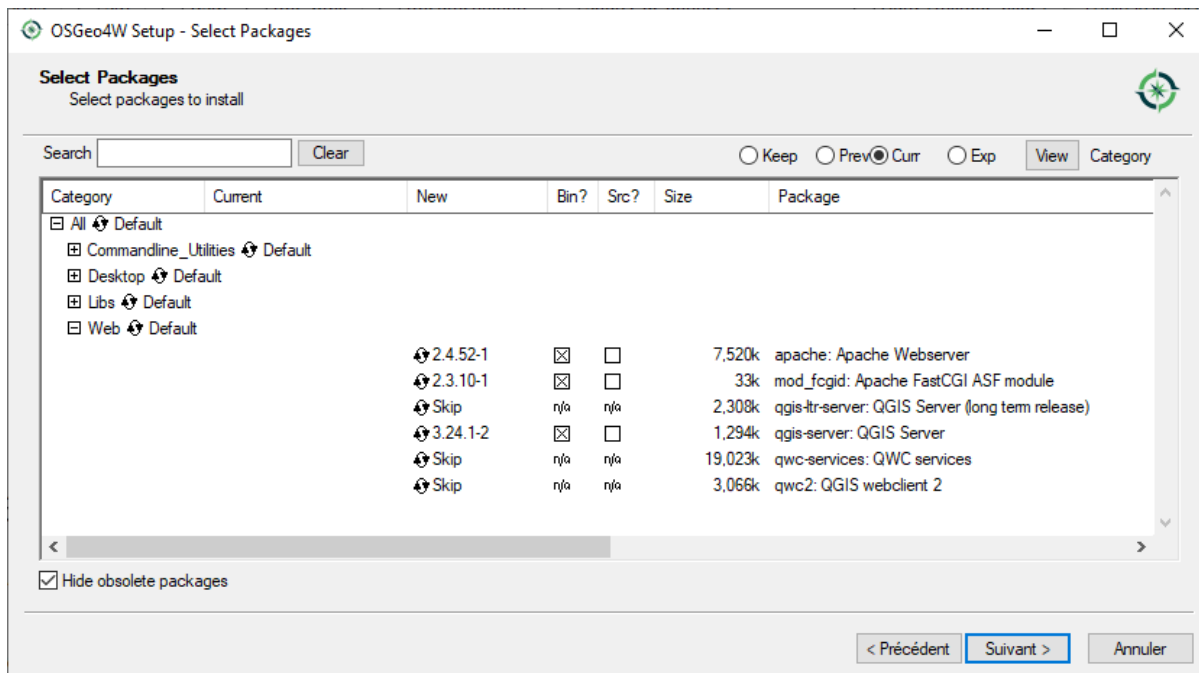 OSGeo4W Setup - Select Packages
Select Packages
Select packages to install
Search Clear Keep Prev Curr Exp View Category
Category Current New Bin? Src? Size Package
All Default
Commandline_Utilities Default
Desktop Default
Libs Default
Web Default
2.4.52-1 7,520k apache: Apache Webserver
2.3.10-1 33k mod_fcgid: Apache FastCGI ASF module
Skip n/a n/a 2,308k qgis-ltr-server: QGIS Server (long term release)
3.24.1-2 1,294k qgis-server: QGIS Server
Skip n/a n/a 19,023k qwc-services: QWC services
Skip n/a n/a 3,066k qwc2: QGIS webclient 2
Hide obsolete packages
< Précédent Suivant > Annuler